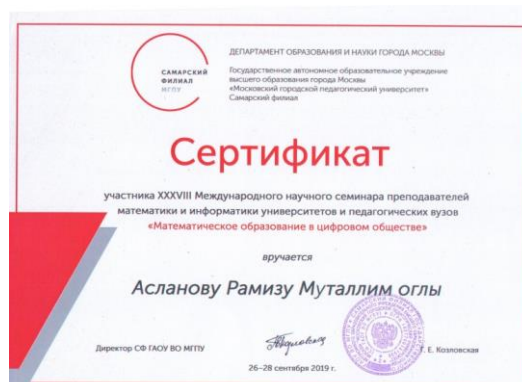 САМАРСКИЙ
ФИЛИАЛ
МГПУ
ДЕПАРТАМЕНТ ОБРАЗОВАНИЯ И НАУКИ ГОРОДА МОСКВЫ
Государственное автономное образовательное учреждение
высшего образования города Москвы
«Московский городской педагогический университет»
Самарский филиал
Сертификат
участника XXXVIII Международного научного семинара преподавателей
математики и информатики университетов и педагогических вузов
«Математическое образование в цифровом обществе»
вручается
Асланову Рамизу Муталлим оглы
Директор СФ ГАОУ ВО МГПУ
Т. Е. Козловская
26–28 сентября 2019 г.